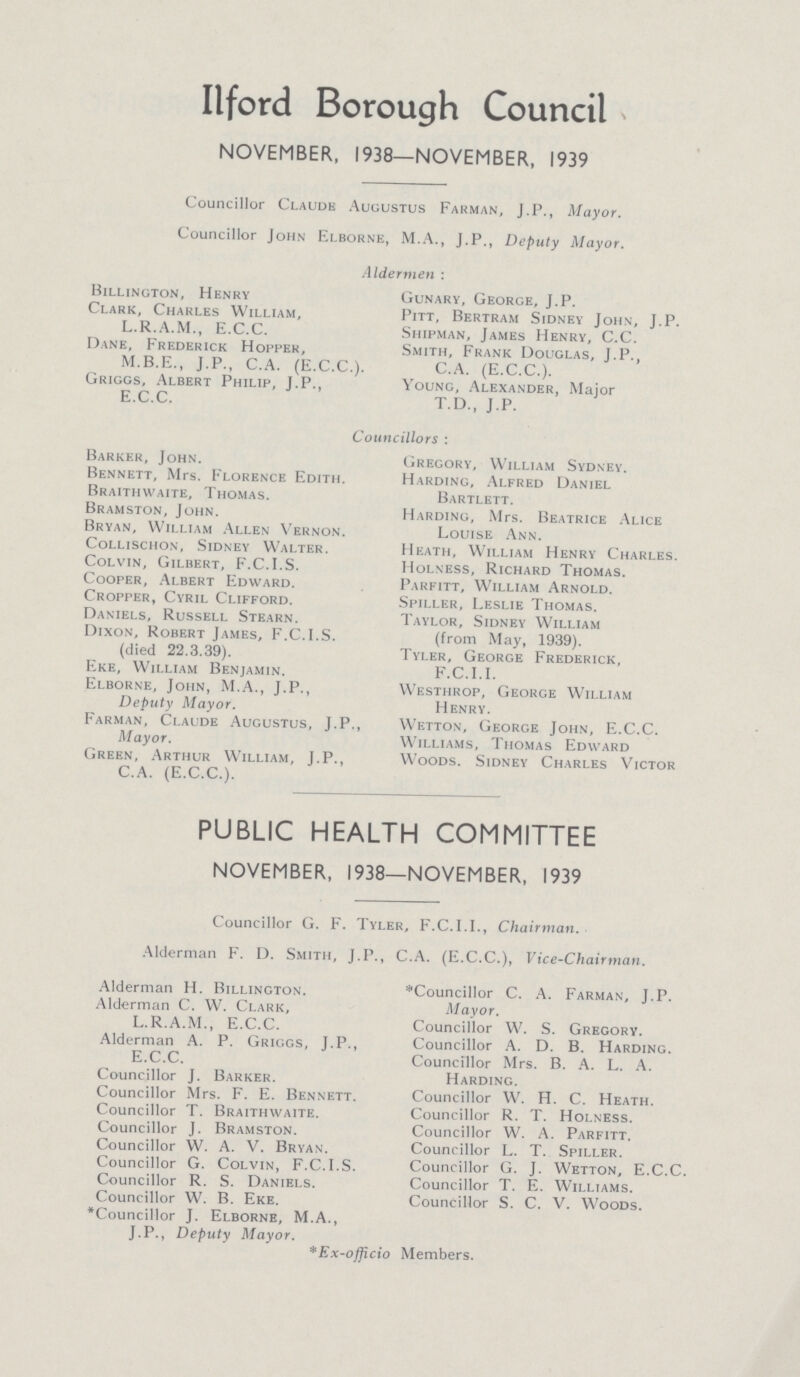 Ilford Borough Council
NOVEMBER, 1938—NOVEMBER, 1939
Councillor CLAUDE AUGUSTUS FARMAN, J.P., Mayor.
Councillor JOHN ELBORNE, M.A., J.P., Deputy Mayor.
Aldermen :
BILLINGTON, HENRY
CLARK, CHARLES WILLIAM,
L.R.A.M., E.C.C.
DANE, FREDERICK HOPPER,
M.B.E., J.P., C.A. (E.C.C.).
GRIGGS, ALBERT PHILIP, J.P.,
E.C.C.
GUNARY, GEORGE, J.P.
PITT, BERTRAM SIDNEY JOHN, J.P.
SHIPMAN, JAMES HENRY, C.C.
SMITH, FRANK DOUGLAS, J.P.,
C.A. (E.C.C.).
YOUNG, ALEXANDER, Major
T.D., J.P.
Councillors :
BARKER, JOHN.
BENNETT, Mrs. FLORENCE EDITH.
BRAITHWAITE, THOMAS.
BRAMSTON, JOHN.
BRYAN, WILLIAM ALLEN VERNON.
COLLISCHON, SIDNEY WALTER.
COLVIN, GILBERT, F.C.I.S.
COOPER, ALBERT EDWARD.
CROPPER, CYRIL CLIFFORD.
DANIELS, RUSSELL STEARN.
DIXON, ROBERT JAMES, F.C.I.S.
(died 22.3.39).
EKE, WILLIAM BENJAMIN.
ELBORNE, JOHN, M.A., J.P.,
Deputy Mayor.
FARMAN, CLAUDE AUGUSTUS, J.P.,
Mayor.
GREEN, ARTHUR WILLIAM, J.P.,
C.A. (E.C.C.).
GREGORY, WILLIAM SYDNEY.
HARDING, ALFRED DANIEL
BARTLETT.
HARDING, Mrs. BEATRICE ALICE
LOUISE ANN.
HEATH, WILLIAM HENRY CHARLES.
HOLNESS, RICHARD THOMAS.
PARFITT, WILLIAM ARNOLD.
SPILLER, LESLIE THOMAS.
TAYLOR, SIDNEY WILLIAM
(from May, 1939).
TYLER, GEORGE FREDERICK,
F.C.I.I.
WESTHROP, GEORGE WILLIAM
HENRY.
WETTON, GEORGE JOHN, E.C.C.
WILLIAMS, THOMAS EDWARD
WOODS. SIDNEY CHARLES VICTOR
PUBLIC HEALTH COMMITTEE
NOVEMBER, 1938—NOVEMBER, 1939
Councillor G. F. TYLER, F.C.I.I., Chairman.
Alderman F. D. SMITH, J.P., C.A. (E.C.C.), Vice-Chairman.
Alderman H. BILLINGTON.
Alderman C. W. CLARK,
L.R.A.M., E.C.C.
Alderman A. P. GRIGGS, J.P.,
E.C.C.
Councillor J. BARKER.
Councillor Mrs. F. E. BENNETT.
Councillor T. BRAITHWAITE.
Councillor J. BRAMSTON.
Councillor W. A. V. BRYAN.
Councillor G. COLVIN, F.C.I.S.
Councillor R. S. DANIELS.
Councillor W. B. EKE.
*Councillor J. ELBORNE, M.A.,
J.P., Deputy Mayor.
*Councillor C. A. FARMAN, J.P.
Mayor.
Councillor W. S. GREGORY.
Councillor A. D. B. HARDING.
Councillor Mrs. B. A. L. A.
HARDING.
Councillor W. H. C. HEATH.
Councillor R. T. HOLNESS.
Councillor W. A. PARFITT.
Councillor L. T. SPILLER.
Councillor G. J. WETTON, E.C.C.
Councillor T. E. WILLIAMS.
Councillor S. C. V. WOODS.
*Ex-officio Members.